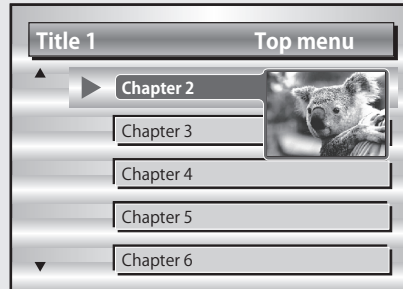 Title 1 Top menu
Chapter 2
Chapter 3
Chapter 4
Chapter 5
Chapter 6